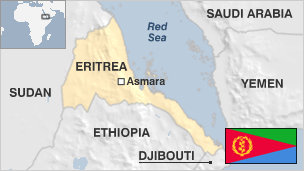 Red
Sea
SAUDI ARABIA
ERITREA
Asmara
YEMEN
SUDAN
ETHIOPIA
DJIBOUTI